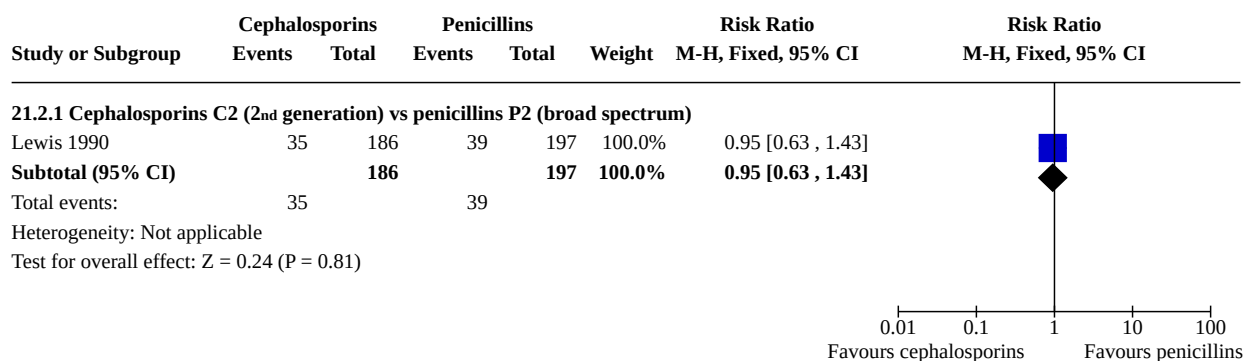 Cephalosporins Penicillins Risk Ratio Risk Ratio
Study or Subgroup Events Total Events Total Weight M-H, Fixed, 95% CI M-H, Fixed, 95% CI
21.2.1 Cephalosporins C2 (2nd generation) vs penicillins P2 (broad spectrum)
Lewis 1990 35 186 39 197 100.0% 0.95 [0.63 , 1.43]
Subtotal (95% CI) 186 197 100.0% 0.95 [0.63 , 1.43]
Total events: 35 39
Heterogeneity: Not applicable
Test for overall effect: Z = 0.24 (P = 0.81)
0.01 0.1 1 10 100
Favours cephalosporins Favours penicillins